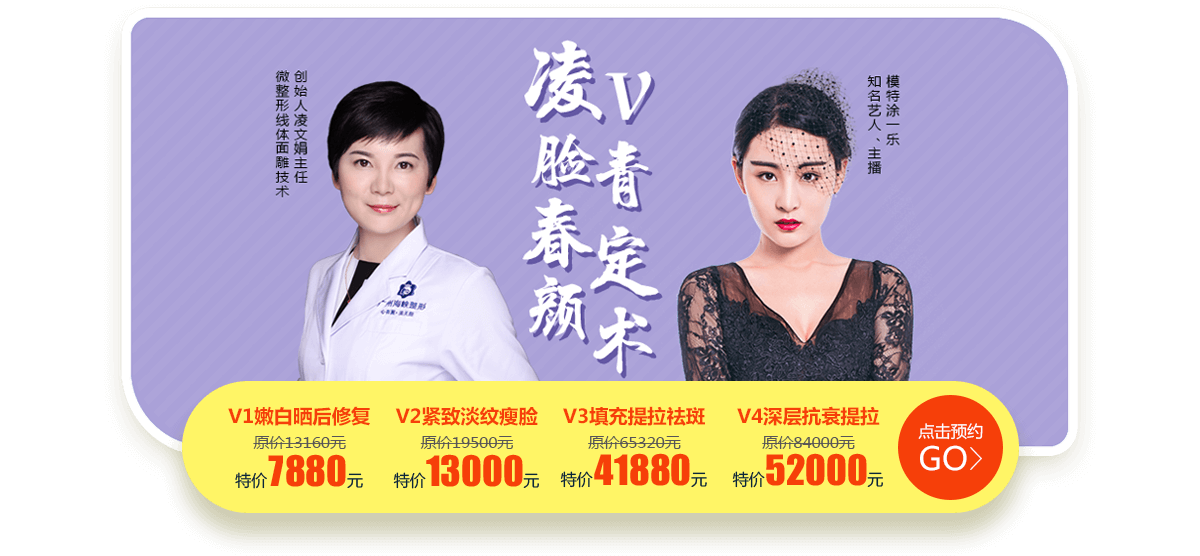 创始人凌文娟主任
微整形线体面雕技术
凌V脸青春定颜术
模特涂一乐
知名艺人、主播
V1嫩白晒后修复
原价13160元
特价7880元
V2紧致淡纹瘦脸
原价19500元
特价13000元
V3填充提拉祛斑
原价65320元
特价41880元
V4深层抗衰提拉
原价84000元
特价52000元
点击预约
GO>